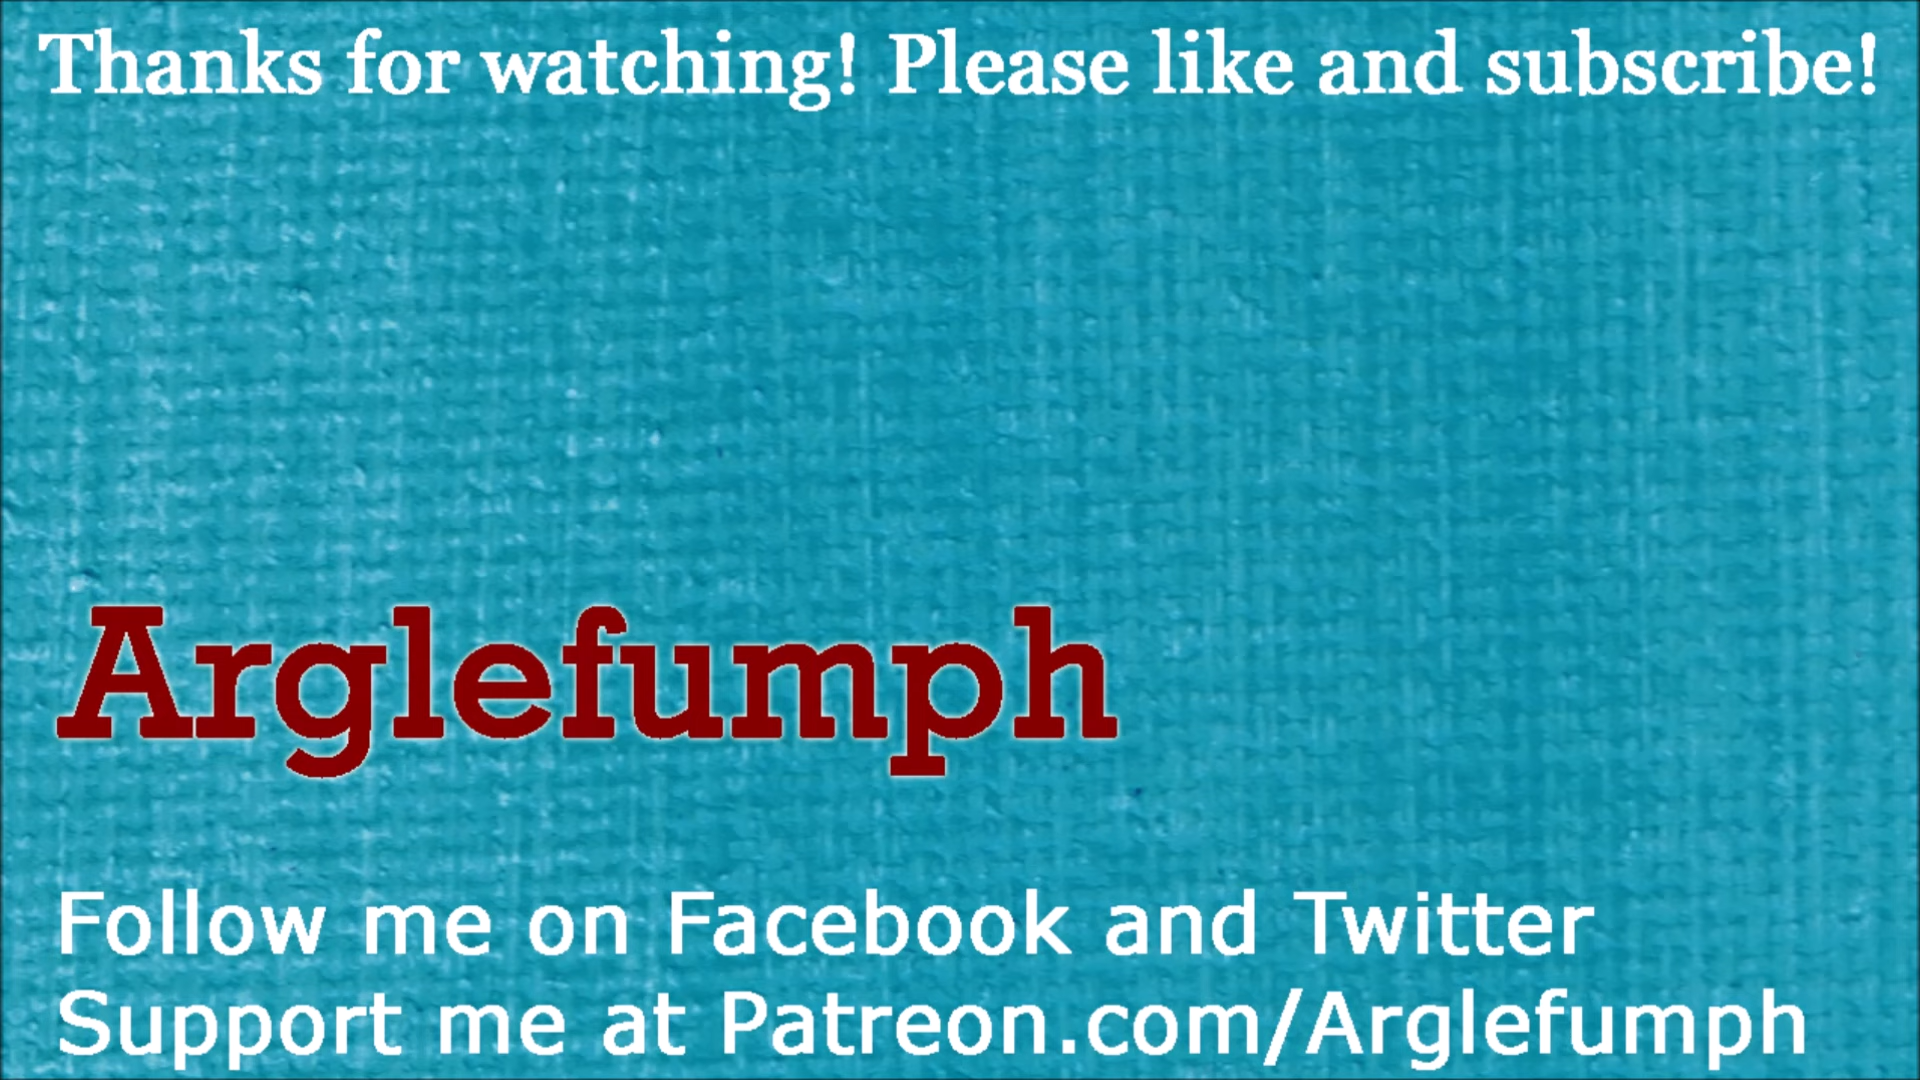 Thanks for watching! Please like and subscribe!
Arglefumph
Follow me on Facebook and Twitter
Support me at Patreon.com/Arglefumph